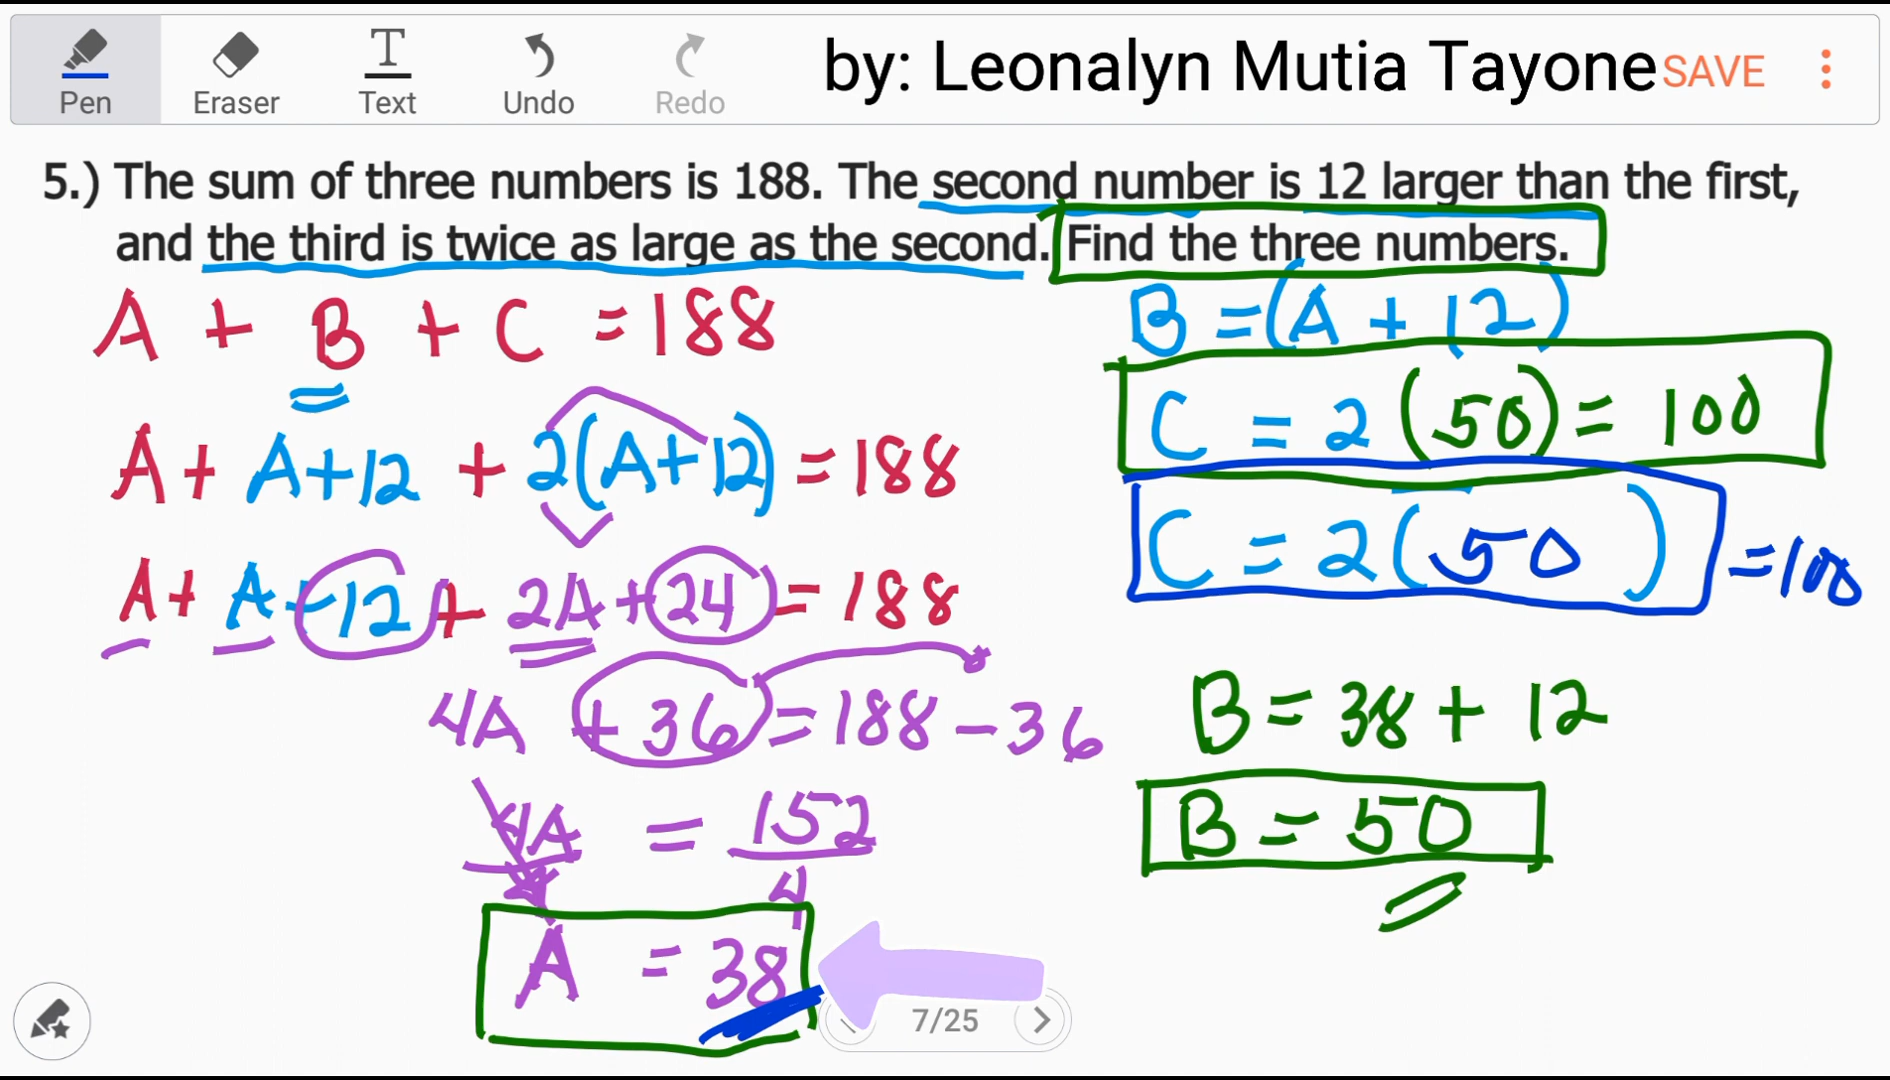 Pen Eraser Text Undo Redo by: Leonalyn Mutia Tayone SAVE
5.) The sum of three numbers is 188. The second number is 12 larger than the first,
and the third is twice as large as the second. Find the three numbers.
A + B + C = 188
A + A+12 + 2(A+12) = 188
A + A+12 + 2A+24 = 188
4A + 36 = 188 - 36
4A = 152
4 4
A = 38
B = (A + 12)
C = 2 (50) = 100
C = 2 (50) = 100
B = 38 + 12
B = 50
7/25